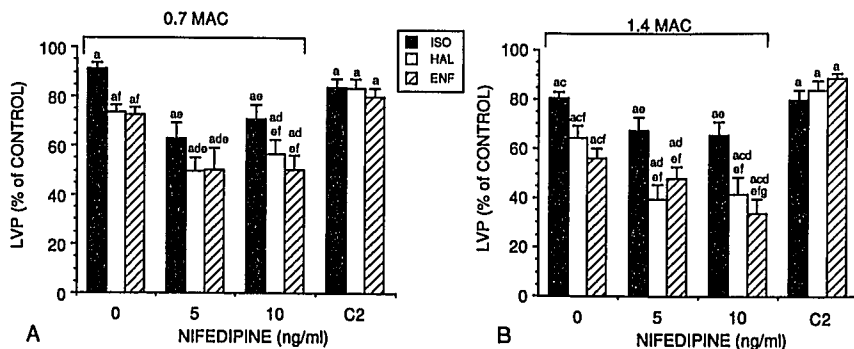 0.7 MAC
LVP (% of CONTROL)
100
80
60
40
20
0
a
af
af
ae
ade
ade
ae
ad
ef
ad
ef
a
a
a
0
5
10
C2
NIFEDIPINE (ng/ml)
A
ISO
HAL
ENF
1.4 MAC
LVP (% of CONTROL)
100
80
60
40
20
0
ac
acf
acf
ae
ad
ef
ad
ef
ae
acd
ef
acd
efg
a
a
a
0
5
10
C2
NIFEDIPINE (ng/ml)
B